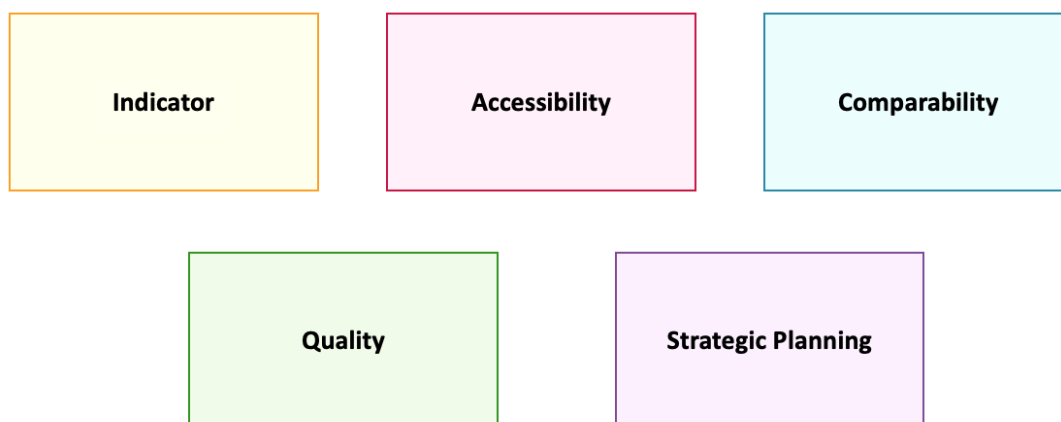 Indicator
Accessibility
Comparability
Quality
Strategic Planning